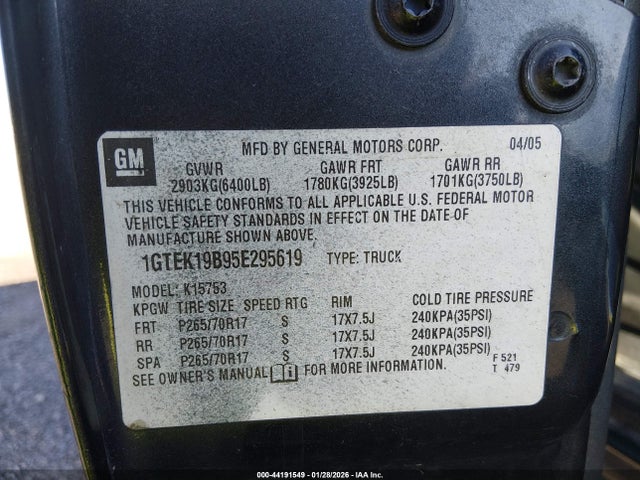 GM
MFD BY GENERAL MOTORS CORP. 04/05
GVWR GAWR FRT GAWR RR
2903KG(6400LB) 1780KG(3925LB) 1701KG(3750LB)
THIS VEHICLE CONFORMS TO ALL APPLICABLE U.S. FEDERAL MOTOR
VEHICLE SAFETY STANDARDS IN EFFECT ON THE DATE OF
MANUFACTURE SHOWN ABOVE.
1GTEK19B95E295619 TYPE: TRUCK
MODEL: K15753
KPGW TIRE SIZE SPEED RTG RIM COLD TIRE PRESSURE
FRT P265/70R17 S 17X7.5J 240KPA(35PSI)
RR P265/70R17 S 17X7.5J 240KPA(35PSI)
SPA P265/70R17 S 17X7.5J 240KPA(35PSI)
SEE OWNER'S MANUAL FOR MORE INFORMATION.
F 521
T 479
000-44191549 | 01/28/2026 - IAA Inc.